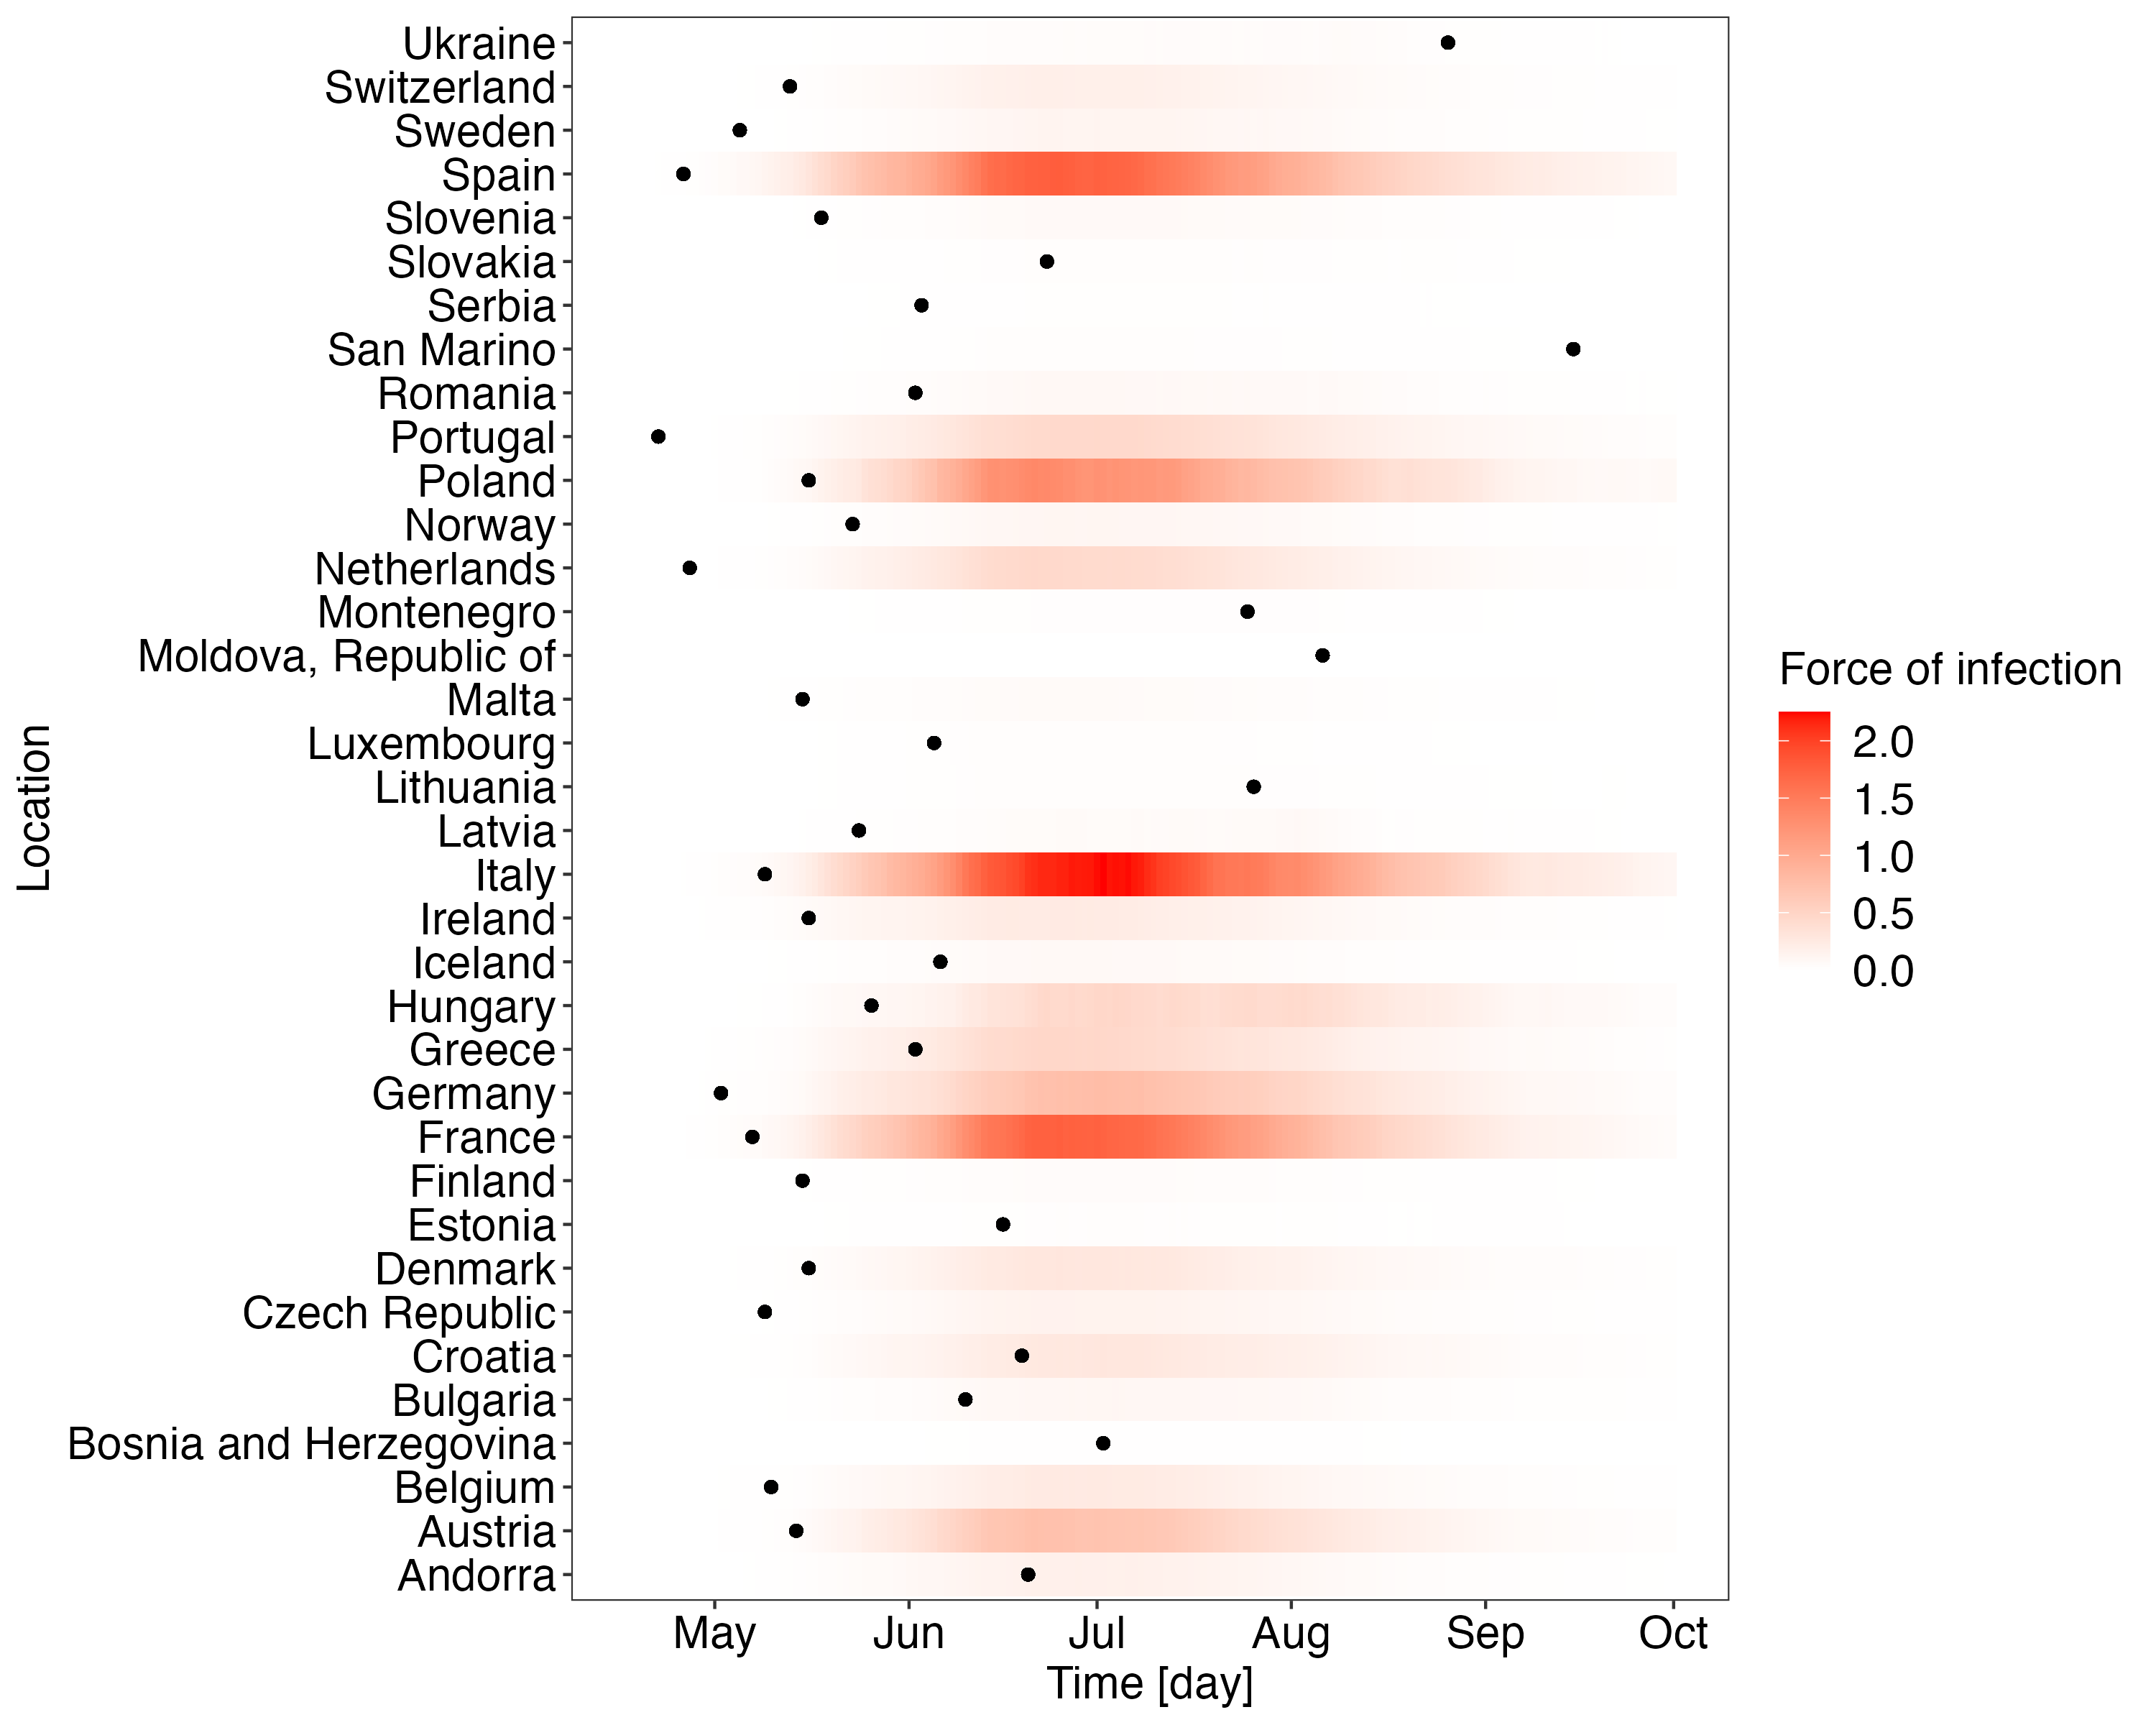 Ukraine
Switzerland
Sweden
Spain
Slovenia
Slovakia
Serbia
San Marino
Romania
Portugal
Poland
Norway
Netherlands
Montenegro
Moldova, Republic of
Malta
Luxembourg
Lithuania
Latvia
Italy
Ireland
Iceland
Hungary
Greece
Germany
France
Finland
Estonia
Denmark
Czech Republic
Croatia
Bulgaria
Bosnia and Herzegovina
Belgium
Austria
Andorra
Location
May Jun Jul Aug Sep Oct
Time [day]
Force of infection
2.0
1.5
1.0
0.5
0.0